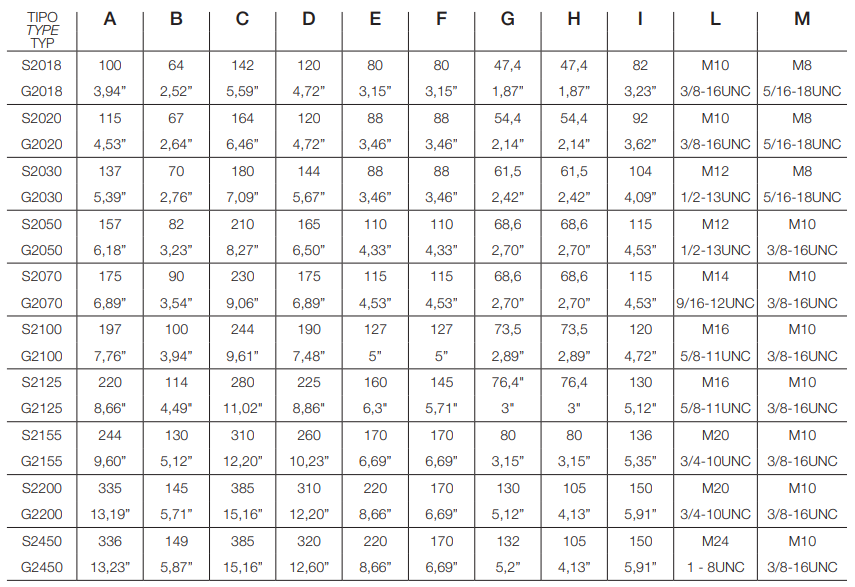 TIPO A B C D E F G H I L M
TYPE
TYP
S2018 100 64 142 120 80 80 47,4 47,4 82 M10 M8
G2018 3,94” 2,52” 5,59” 4,72” 3,15” 3,15” 1,87” 1,87” 3,23” 3/8-16UNC 5/16-18UNC
S2020 115 67 164 120 88 88 54,4 54,4 92 M10 M8
G2020 4,53” 2,64” 6,46” 4,72” 3,46” 3,46” 2,14” 2,14” 3,62” 3/8-16UNC 5/16-18UNC
S2030 137 70 180 144 88 88 61,5 61,5 104 M12 M8
G2030 5,39” 2,76” 7,09” 5,67” 3,46” 3,46” 2,42” 2,42” 4,09” 1/2-13UNC 5/16-18UNC
S2050 157 82 210 165 110 110 68,6 68,6 115 M12 M10
G2050 6,18” 3,23” 8,27” 6,50” 4,33” 4,33” 2,70” 2,70” 4,53” 1/2-13UNC 3/8-16UNC
S2070 175 90 230 175 115 115 68,6 68,6 115 M14 M10
G2070 6,89” 3,54” 9,06” 6,89” 4,53” 4,53” 2,70” 2,70” 4,53” 9/16-12UNC 3/8-16UNC
S2100 197 100 244 190 127 127 73,5 73,5 120 M16 M10
G2100 7,76” 3,94” 9,61” 7,48” 5" 5” 2,89” 2,89” 4,72” 5/8-11UNC 3/8-16UNC
S2125 220 114 280 225 160 145 76,4" 76,4 130 M16 M10
G2125 8,66" 4,49” 11,02” 8,86” 6,3" 5,71" 3" 3" 5,12” 5/8-11UNC 3/8-16UNC
S2155 244 130 310 260 170 170 80 80 136 M20 M10
G2155 9,60” 5,12” 12,20” 10,23” 6,69” 6,69” 3,15” 3,15” 5,35” 3/4-10UNC 3/8-16UNC
S2200 335 145 385 310 220 170 130 105 150 M20 M10
G2200 13,19” 5,71” 15,16” 12,20” 8,66” 6,69” 5,12” 4,13” 5,91” 3/4-10UNC 3/8-16UNC
S2450 336 149 385 320 220 170 132 105 150 M24 M10
G2450 13,23” 5,87” 15,16” 12,60” 8,66” 6,69” 5,2” 4,13” 5,91” 1 - 8UNC 3/8-16UNC